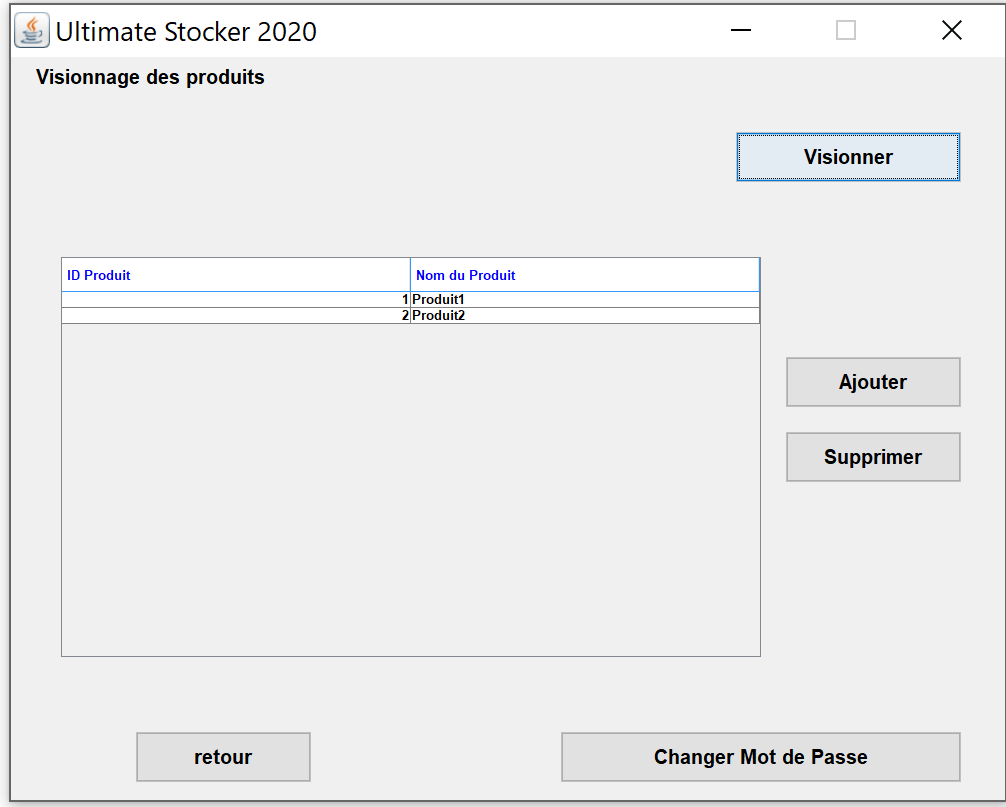 Ultimate Stocker 2020
Visionnage des produits
Visionner
ID Produit Nom du Produit
1 Produit1
2 Produit2
Ajouter
Supprimer
retour Changer Mot de Passe